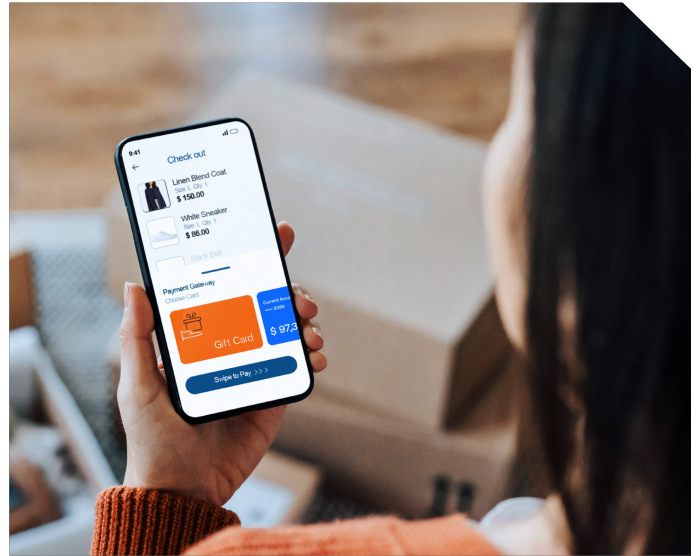 9:41
Check out
Linen Blend Coat
Size L Qty 1
$ 150.00
White Sneaker
Size L Qty 1
$ 86.00
Black Belt
Payment Gateway
Choose Card
Gift Card
Current Acco
$ 97,3
Swipe to Pay >>>